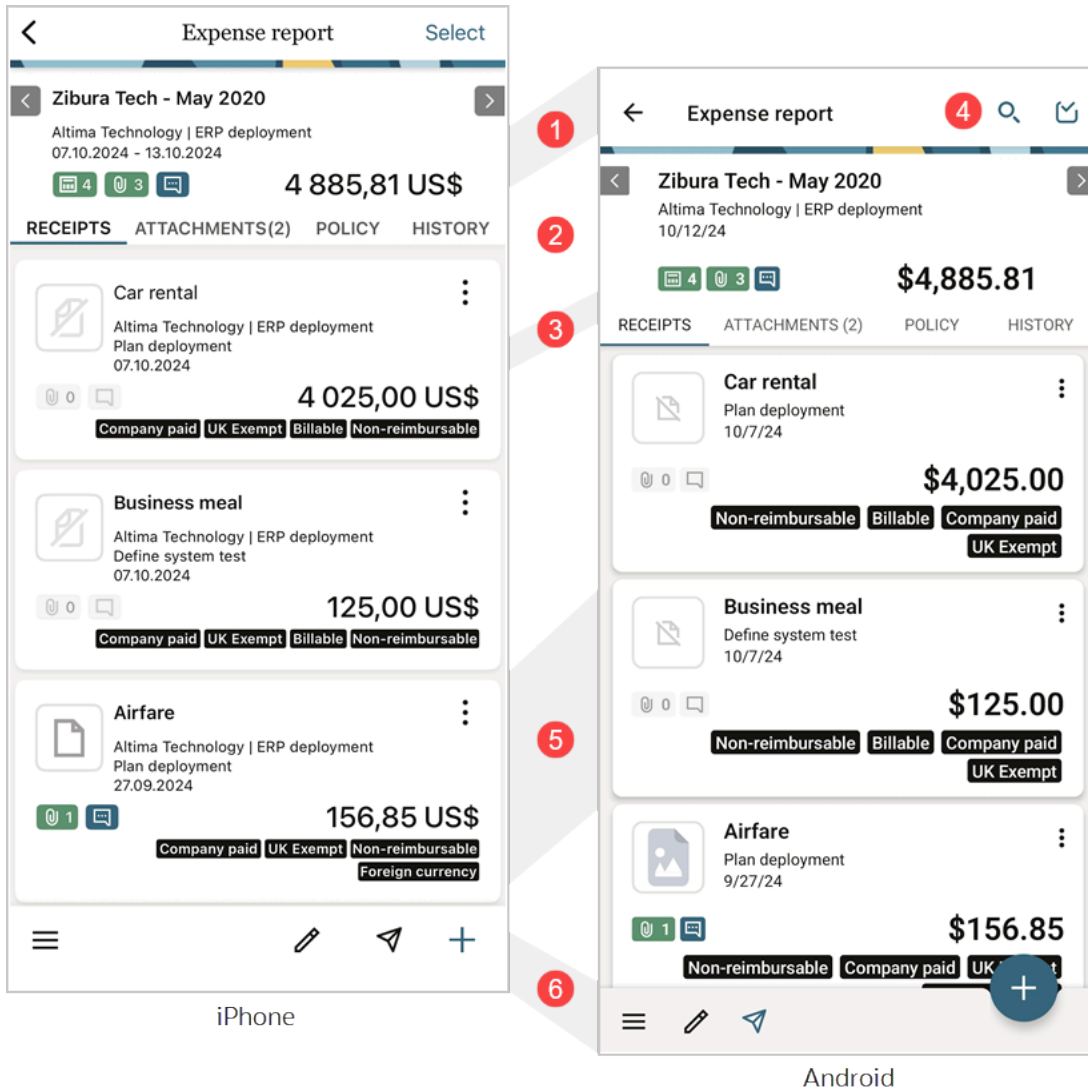 Expense report
Select
Zibura Tech - May 2020
Altima Technology | ERP deployment
07.10.2024 - 13.10.2024
4 3 4 885,81 US$
RECEIPTS ATTACHMENTS(2) POLICY HISTORY
Car rental
Altima Technology | ERP deployment
Plan deployment
07.10.2024
0 4 025,00 US$
Company paid UK Exempt Billable Non-reimbursable
Business meal
Altima Technology | ERP deployment
Define system test
07.10.2024
0 125,00 US$
Company paid UK Exempt Billable Non-reimbursable
Airfare
Altima Technology | ERP deployment
Plan deployment
27.09.2024
1 156,85 US$
Company paid UK Exempt Non-reimbursable
Foreign currency
iPhone
1
2
3
5
6
Expense report 4
Zibura Tech - May 2020
Altima Technology | ERP deployment
10/12/24
4 3 $4,885.81
RECEIPTS ATTACHMENTS (2) POLICY HISTORY
Car rental
Plan deployment
10/7/24
0 $4,025.00
Non-reimbursable Billable Company paid
UK Exempt
Business meal
Define system test
10/7/24
0 $125.00
Non-reimbursable Billable Company paid
UK Exempt
Airfare
Plan deployment
9/27/24
1 $156.85
Non-reimbursable Company paid UK
Android